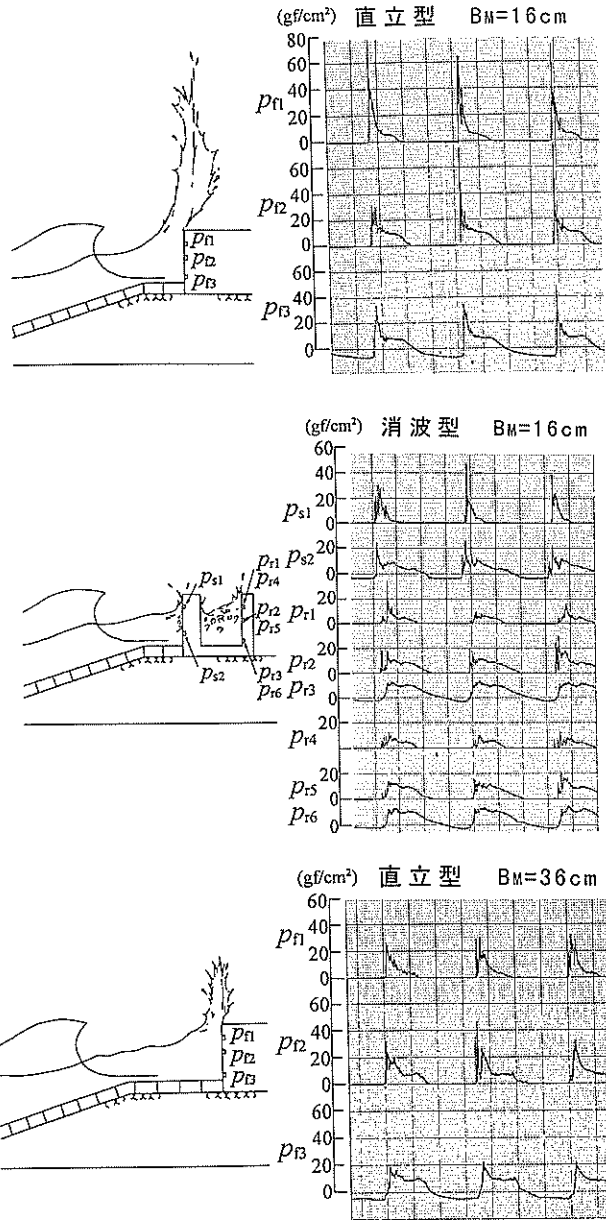 (gf/cm²) 直立型 BM=16cm
80
60
pf1 40
20
0
pf2 40
20
0
60
pf3 40
20
0
pf1
pf2
pf3
(gf/cm²) 消波型 BM=16cm
60
40
ps1 20
0
ps2 20
0
pr1 20
0
pr2 20
0
pr3 0
pr4 20
0
pr5 20
0
pr6 0
ps1
ps2
pr1
pr4
pr2
pr5
pr3
pr6
(gf/cm²) 直立型 BM=36cm
60
pf1 40
20
0
60
pf2 40
20
0
pf3 40
20
0
pf1
pf2
pf3